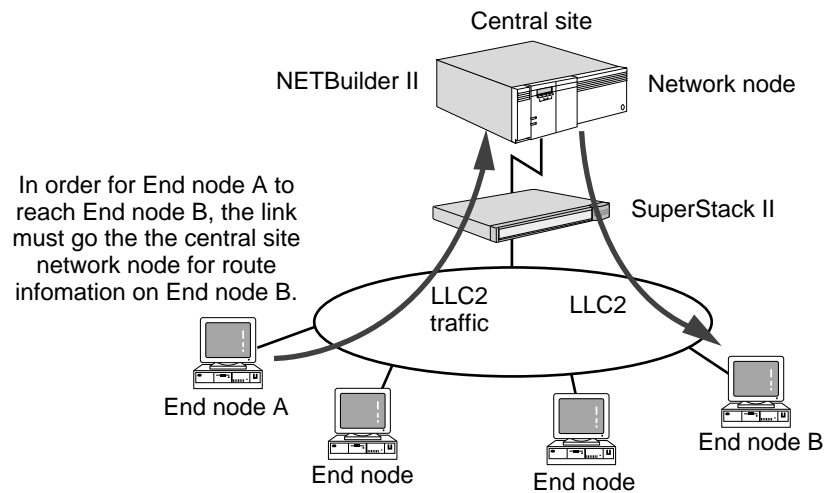 Central site
NETBuilder II
Network node
In order for End node A to
reach End node B, the link
must go the the central site
network node for route
infomation on End node B.
SuperStack II
LLC2
traffic
LLC2
End node A
End node B
End node
End node